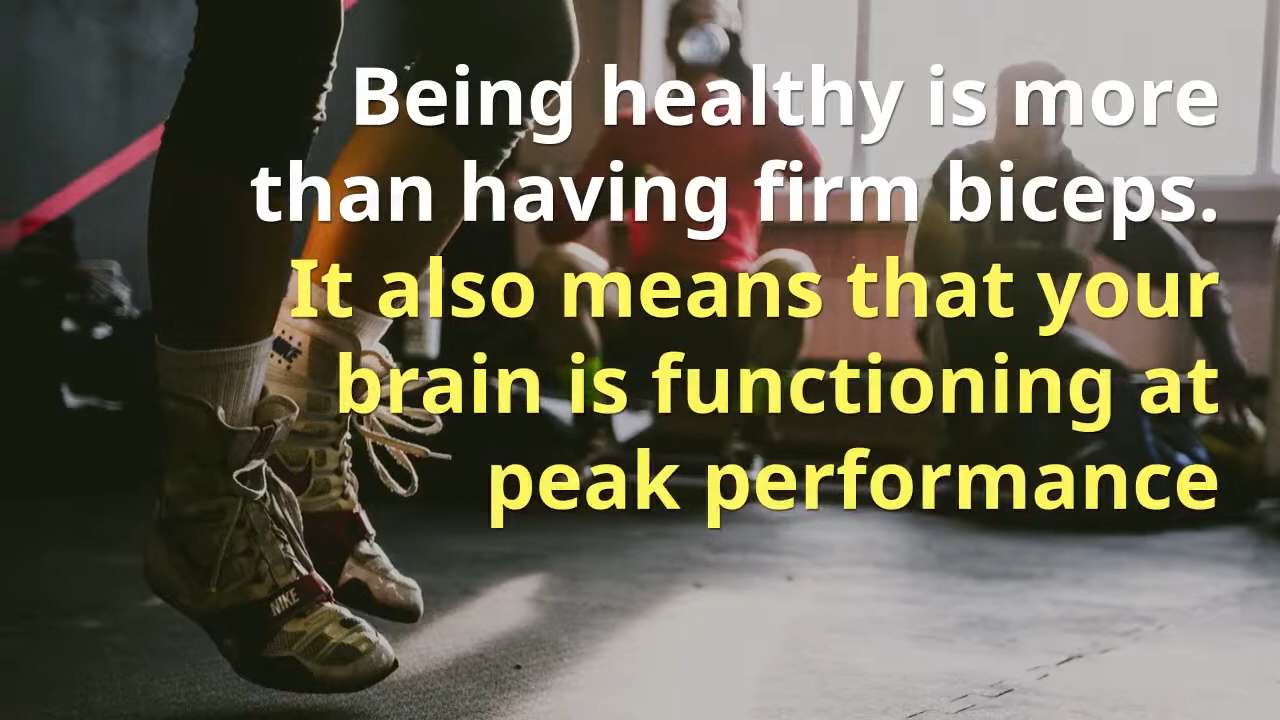 Being healthy is more
than having firm biceps.
It also means that your
brain is functioning at
peak performance
NIKE
NIKE